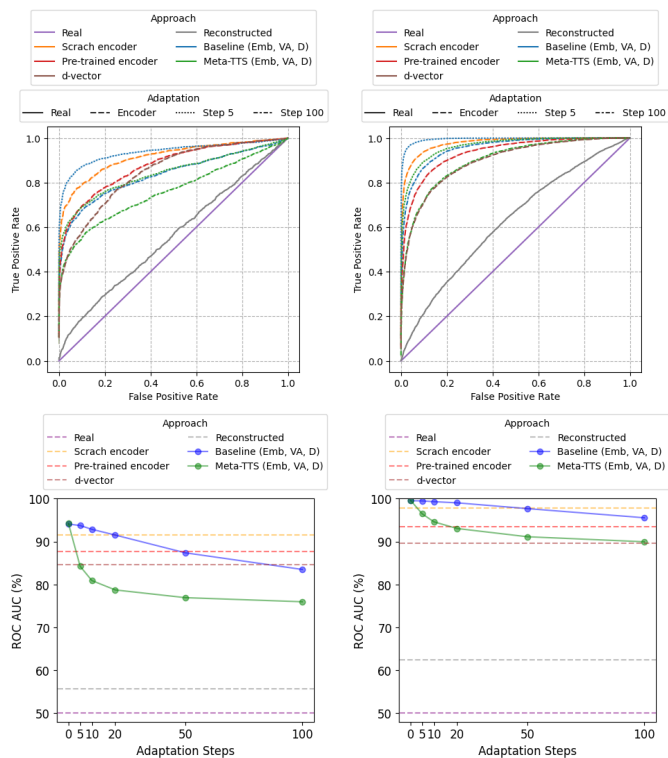 Approach
Real
Scrach encoder
Pre-trained encoder
d-vector
Reconstructed
Baseline (Emb, VA, D)
Meta-TTS (Emb, VA, D)
Adaptation
Real Encoder Step 5 Step 100
1.0
0.8
0.6
0.4
0.2
0.0
True Positive Rate
0.0 0.2 0.4 0.6 0.8 1.0
False Positive Rate
Approach
Real
Scrach encoder
Pre-trained encoder
d-vector
Reconstructed
Baseline (Emb, VA, D)
Meta-TTS (Emb, VA, D)
Adaptation
Real Encoder Step 5 Step 100
1.0
0.8
0.6
0.4
0.2
0.0
True Positive Rate
0.0 0.2 0.4 0.6 0.8 1.0
False Positive Rate
Approach
Real
Scrach encoder
Pre-trained encoder
d-vector
Reconstructed
Baseline (Emb, VA, D)
Meta-TTS (Emb, VA, D)
100
90
80
70
60
50
ROC AUC (%)
0 5 10 20 50 100
Adaptation Steps
Approach
Real
Scrach encoder
Pre-trained encoder
d-vector
Reconstructed
Baseline (Emb, VA, D)
Meta-TTS (Emb, VA, D)
100
90
80
70
60
50
ROC AUC (%)
0 5 10 20 50 100
Adaptation Steps